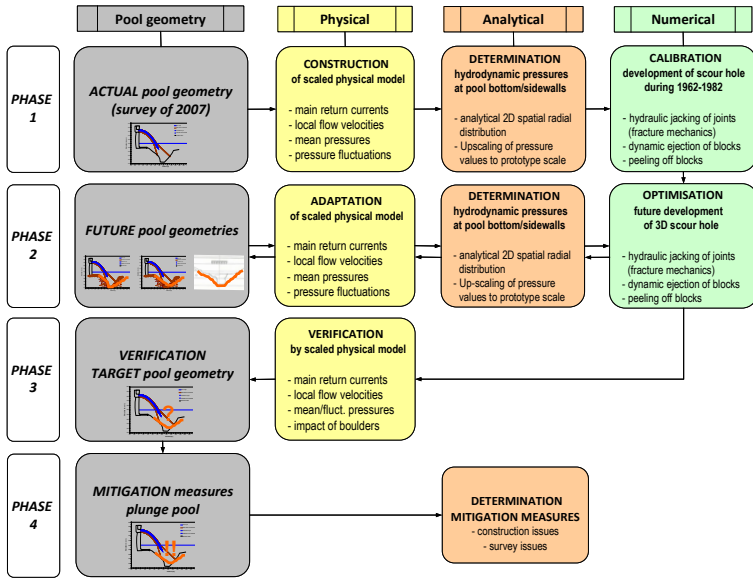 Pool geometry
Physical
Analytical
Numerical
PHASE
1
ACTUAL pool geometry
(survey of 2007)
CONSTRUCTION
of scaled physical model
- main return currents
- local flow velocities
- mean pressures
- pressure fluctuations
DETERMINATION
hydrodynamic pressures
at pool bottom/sidewalls
- analytical 2D spatial radial
distribution
- Upscaling of pressure
values to prototype scale
CALIBRATION
development of scour hole
during 1962-1982
- hydraulic jacking of joints
(fracture mechanics)
- dynamic ejection of blocks
- peeling off blocks
PHASE
2
FUTURE pool geometries
ADAPTATION
of scaled physical model
- main return currents
- local flow velocities
- mean pressures
- pressure fluctuations
DETERMINATION
hydrodynamic pressures
at pool bottom/sidewalls
- analytical 2D spatial radial
distribution
- Up-scaling of pressure
values to prototype scale
OPTIMISATION
future development
of 3D scour hole
- hydraulic jacking of joints
(fracture mechanics)
- dynamic ejection of blocks
- peeling off blocks
PHASE
3
VERIFICATION
TARGET pool geometry
?
VERIFICATION
by scaled physical model
- main return currents
- local flow velocities
- mean/fluct. pressures
- impact of boulders
PHASE
4
MITIGATION measures
plunge pool
!!
DETERMINATION
MITIGATION MEASURES
- construction issues
- survey issues